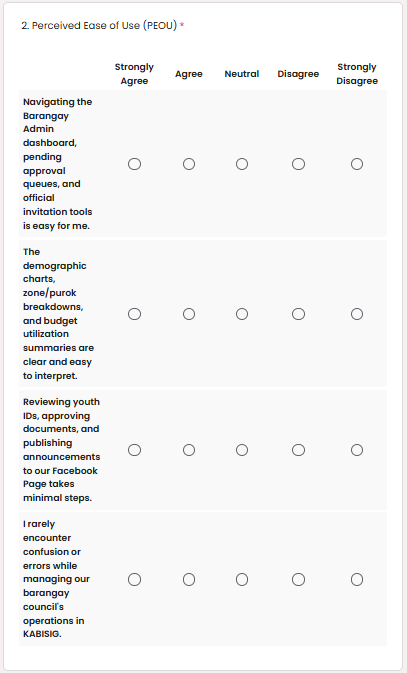 2. Perceived Ease of Use (PEOU) *
Strongly Agree
Agree
Neutral
Disagree
Strongly Disagree
Navigating the
Barangay
Admin
dashboard,
pending
approval
queues, and
official
invitation tools
is easy for me.
The
demographic
charts,
zone/purok
breakdowns,
and budget
utilization
summaries are
clear and easy
to interpret.
Reviewing youth
IDs, approving
documents, and
publishing
announcements
to our Facebook
Page takes
minimal steps.
I rarely
encounter
confusion or
errors while
managing our
barangay
council's
operations in
KABISIG.